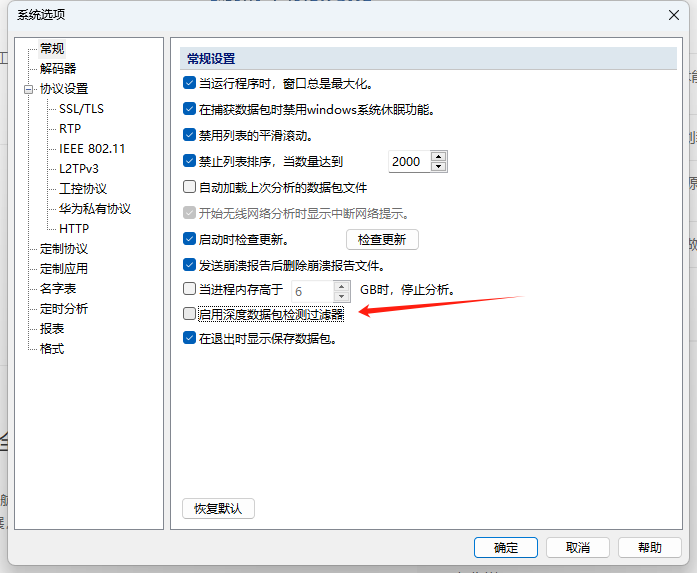 系统选项
常规
解码器
协议设置
SSL/TLS
RTP
IEEE 802.11
L2TPv3
工控协议
华为私有协议
HTTP
定制协议
定制应用
名字表
定时分析
报表
格式
常规设置
当运行程序时，窗口总是最大化。
在捕获数据包时禁用windows系统休眠功能。
禁用列表的平滑滚动。
禁止列表排序，当数量达到 2000
自动加载上次分析的数据包文件
开始无线网络分析时显示中断网络提示。
启动时检查更新。 检查更新
发送崩溃报告后删除崩溃报告文件。
当进程内存高于 6 GB时，停止分析。
启用深度数据包检测过滤器
在退出时显示保存数据包。
恢复默认
确定 取消 帮助